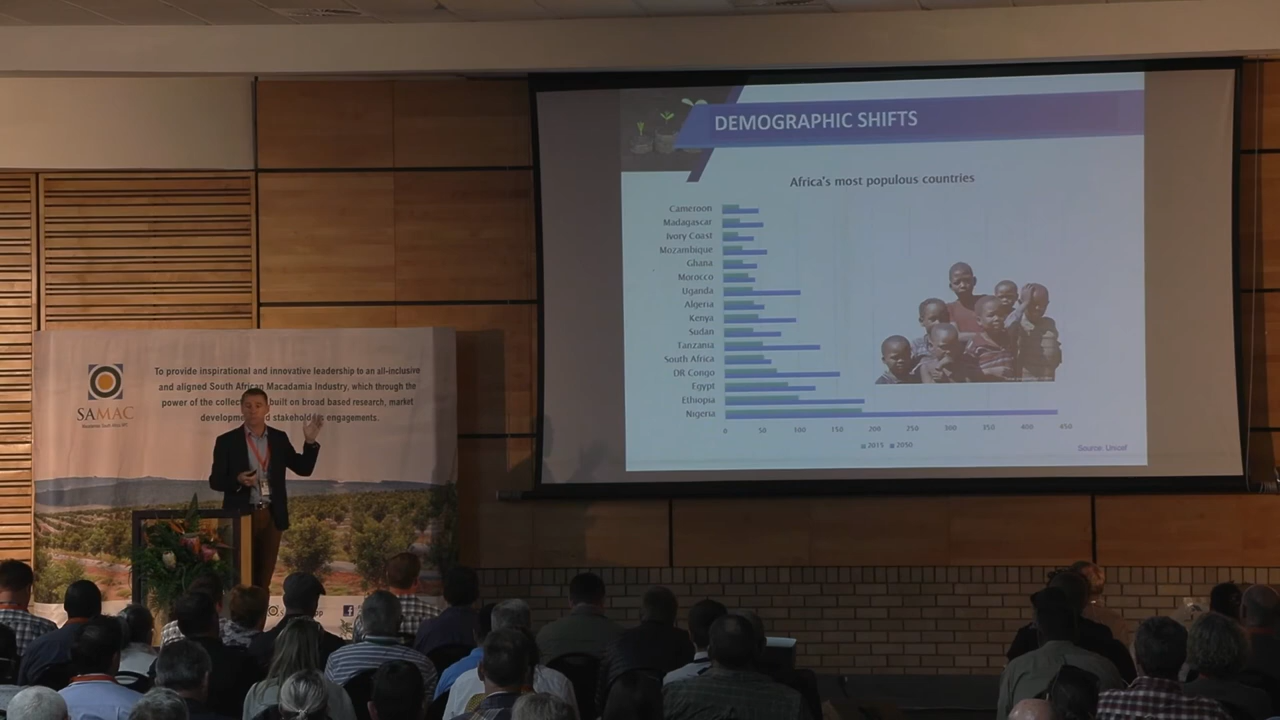 DEMOGRAPHIC SHIFTS
Africa's most populous countries
Cameroon
Madagascar
Ivory Coast
Mozambique
Ghana
Morocco
Uganda
Algeria
Kenya
Sudan
Tanzania
South Africa
DR Congo
Egypt
Ethiopia
Nigeria
0 50 100 150 200 250 300 350 400 450
2015 2050
Source: Unicef
To provide inspirational and innovative leadership to an all-inclusive
and aligned South African Macadamia Industry, which through the
power of the built on broad based research, market
engagements.
SAMAC